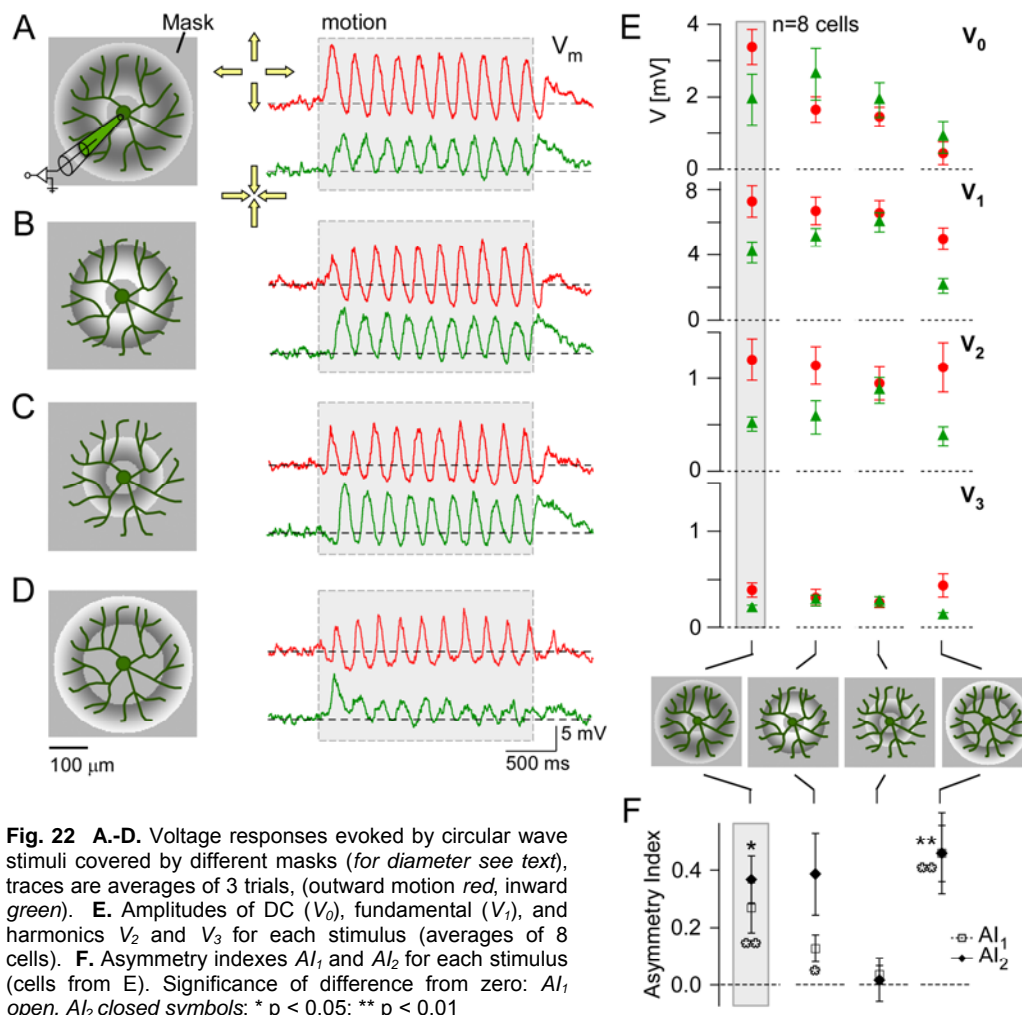 A
Mask
motion
Vm
B
C
D
100 μm
5 mV
500 ms
E
n=8 cells
V [mV]
V0
4
2
0
V1
8
4
0
V2
1
0
V3
1
0
F
Asymmetry Index
0.4
0.2
0.0
*
**
AI1
AI2
Fig. 22 A.-D. Voltage responses evoked by circular wave
stimuli covered by different masks (for diameter see text),
traces are averages of 3 trials, (outward motion red, inward
green). E. Amplitudes of DC (V0), fundamental (V1), and
harmonics V2 and V3 for each stimulus (averages of 8
cells). F. Asymmetry indexes AI1 and AI2 for each stimulus
(cells from E). Significance of difference from zero: AI1
open, AI2 closed symbols; * p < 0.05; ** p < 0.01